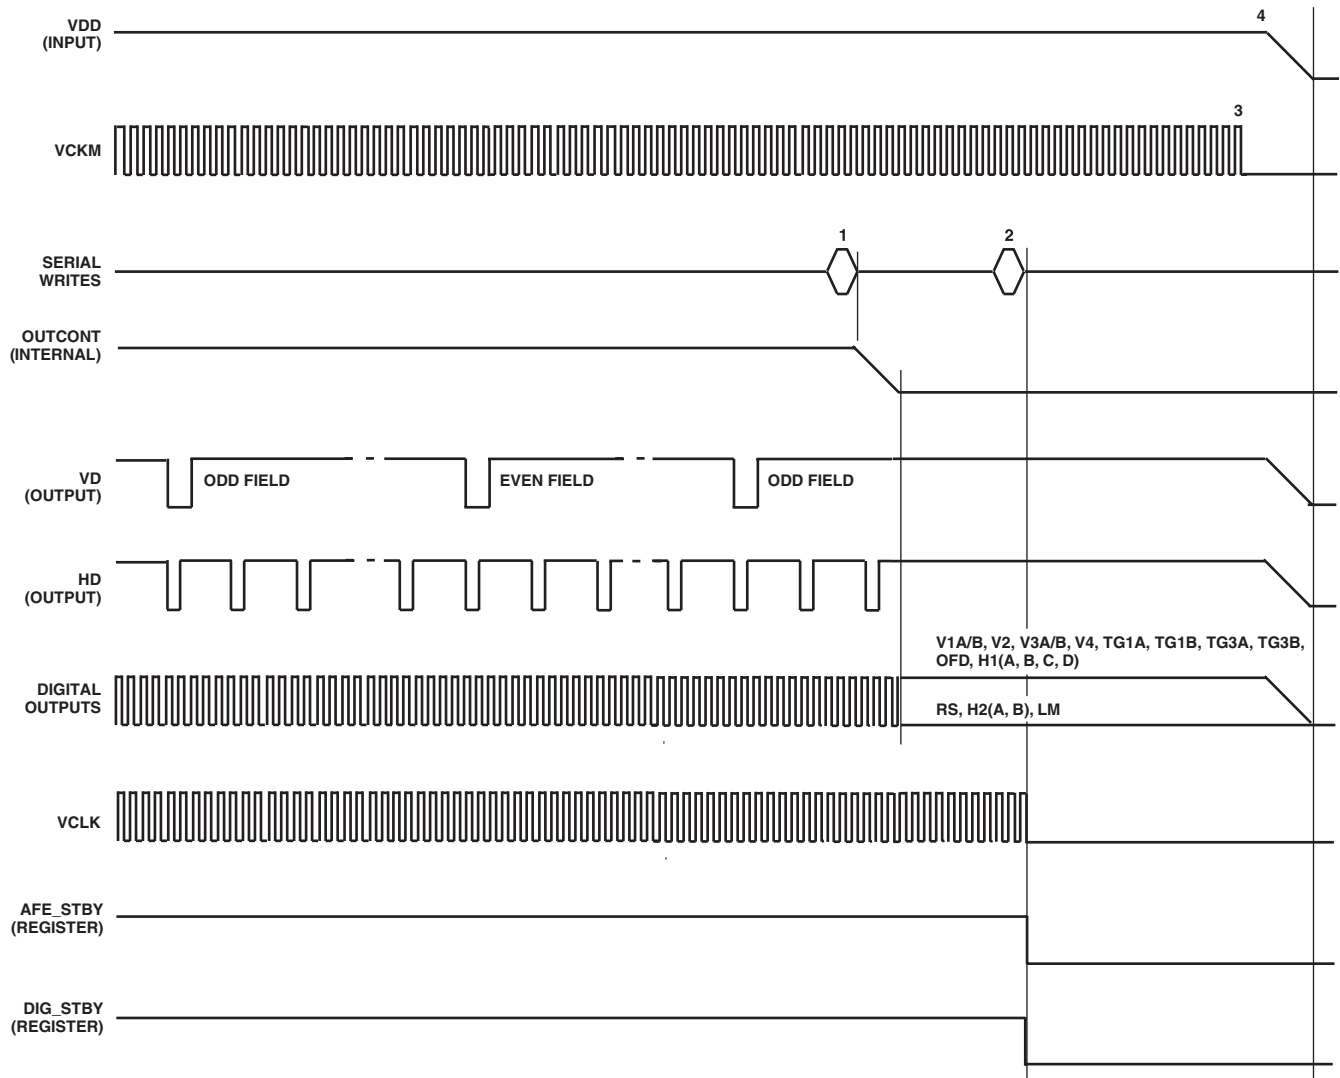 VDD
(INPUT)
4
VCKM
3
SERIAL
WRITES
1
2
OUTCONT
(INTERNAL)
VD
(OUTPUT)
ODD FIELD
EVEN FIELD
ODD FIELD
HD
(OUTPUT)
V1A/B, V2, V3A/B, V4, TG1A, TG1B, TG3A, TG3B,
OFD, H1(A, B, C, D)
DIGITAL
OUTPUTS
RS, H2(A, B), LM
VCLK
AFE_STBY
(REGISTER)
DIG_STBY
(REGISTER)